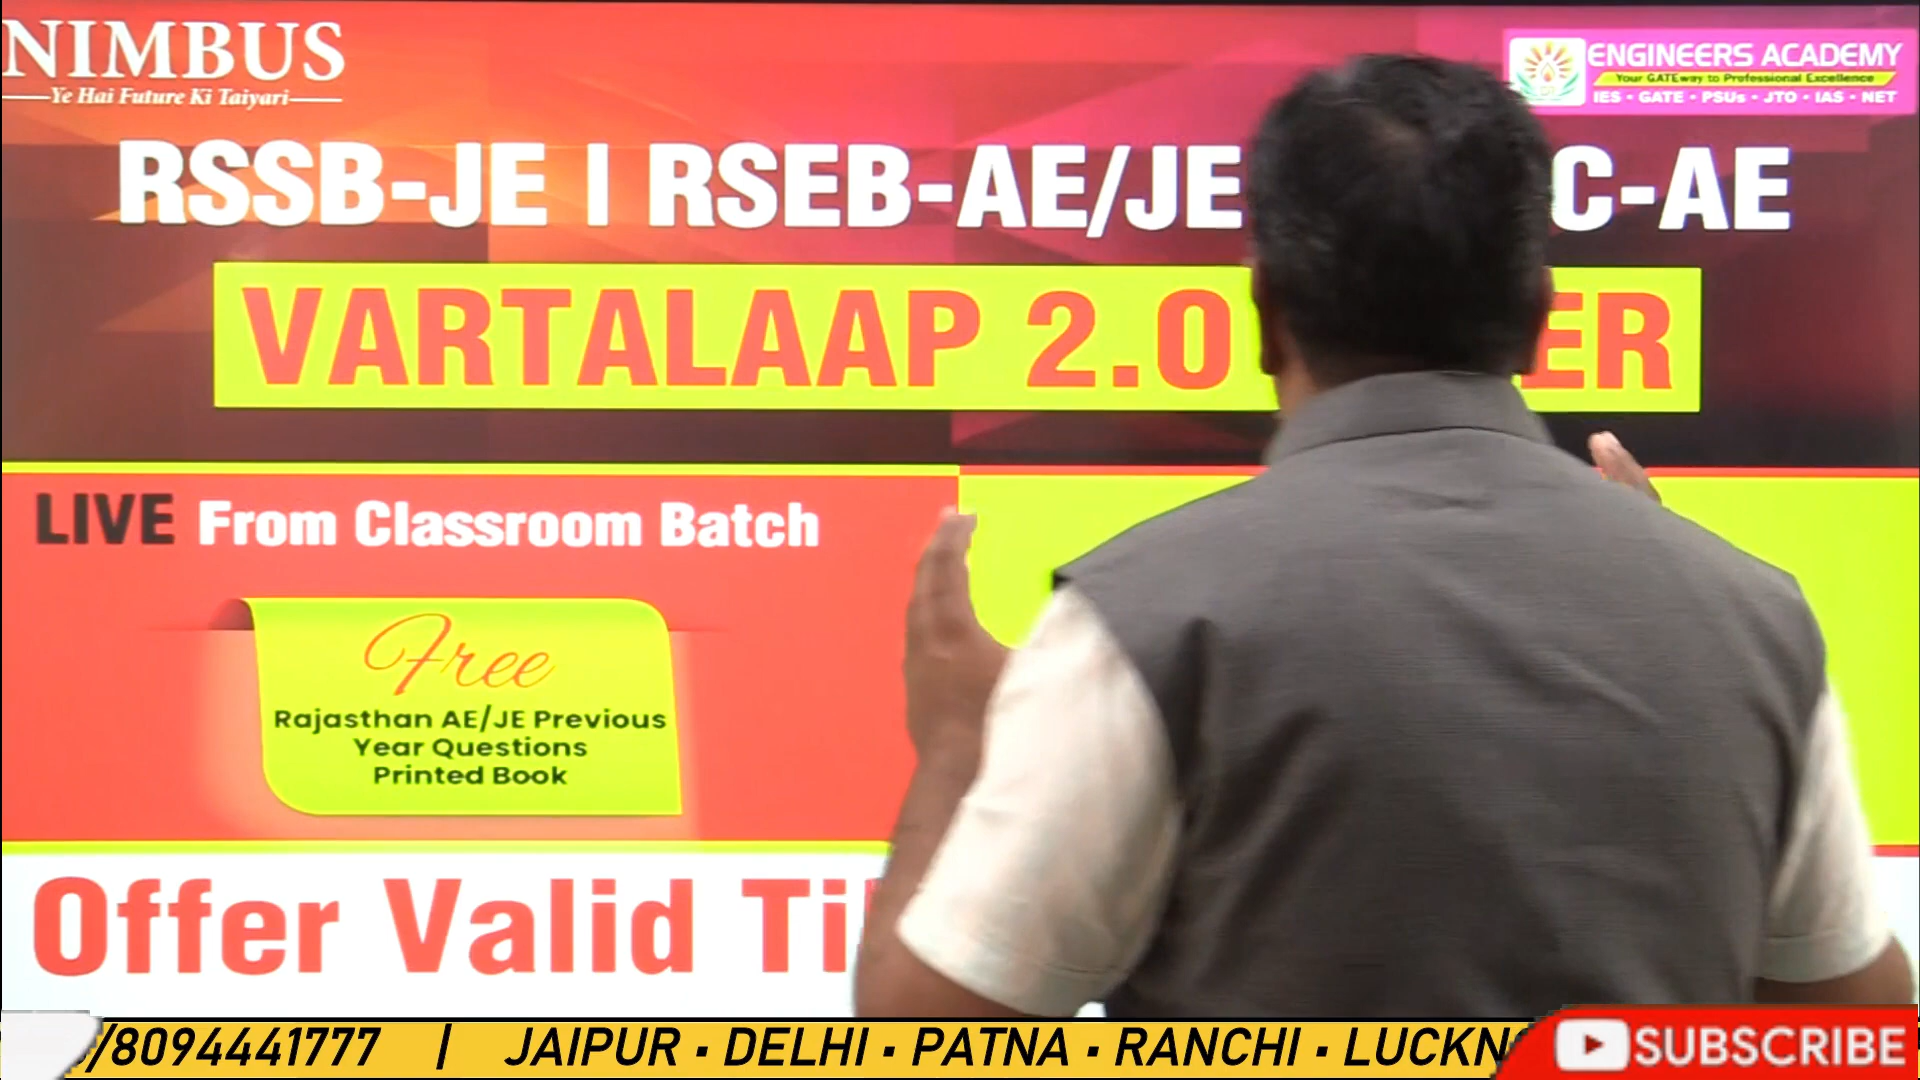 NIMBUS
Ye Hai Future Ki Taiyari
ENGINEERS ACADEMY
Your GATEway to Professional Excellence
IES • GATE • PSUs • JTO • IAS • NET
RSSB-JE | RSEB-AE/JE C-AE
VARTALAAP 2.0 ER
LIVE From Classroom Batch
Free
Rajasthan AE/JE Previous
Year Questions
Printed Book
Offer Valid
/8094441777 | JAIPUR • DELHI • PATNA • RANCHI •
SUBSCRIBE